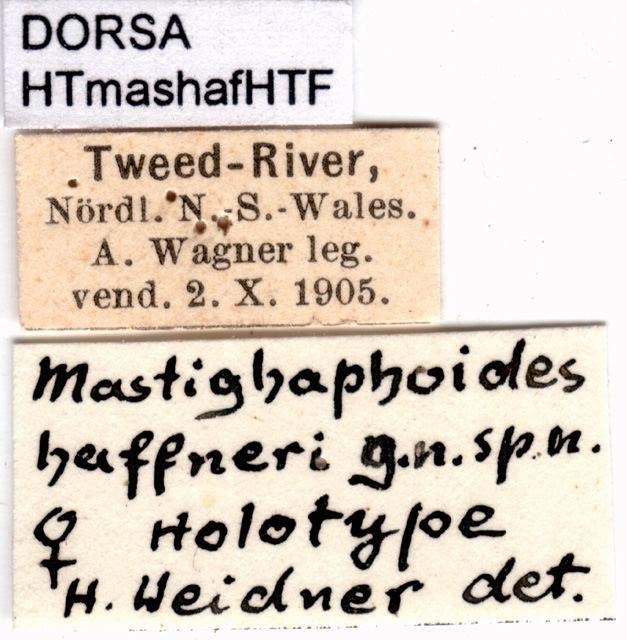 DORSA
HTmashafHTF
Tweed-River,
Nördl. N.-S.-Wales.
A. Wagner leg.
vend. 2. X. 1905.
Mastighaphoides
haffneri g.n.sp.n.
♀ Holotype
H. Weidner det.